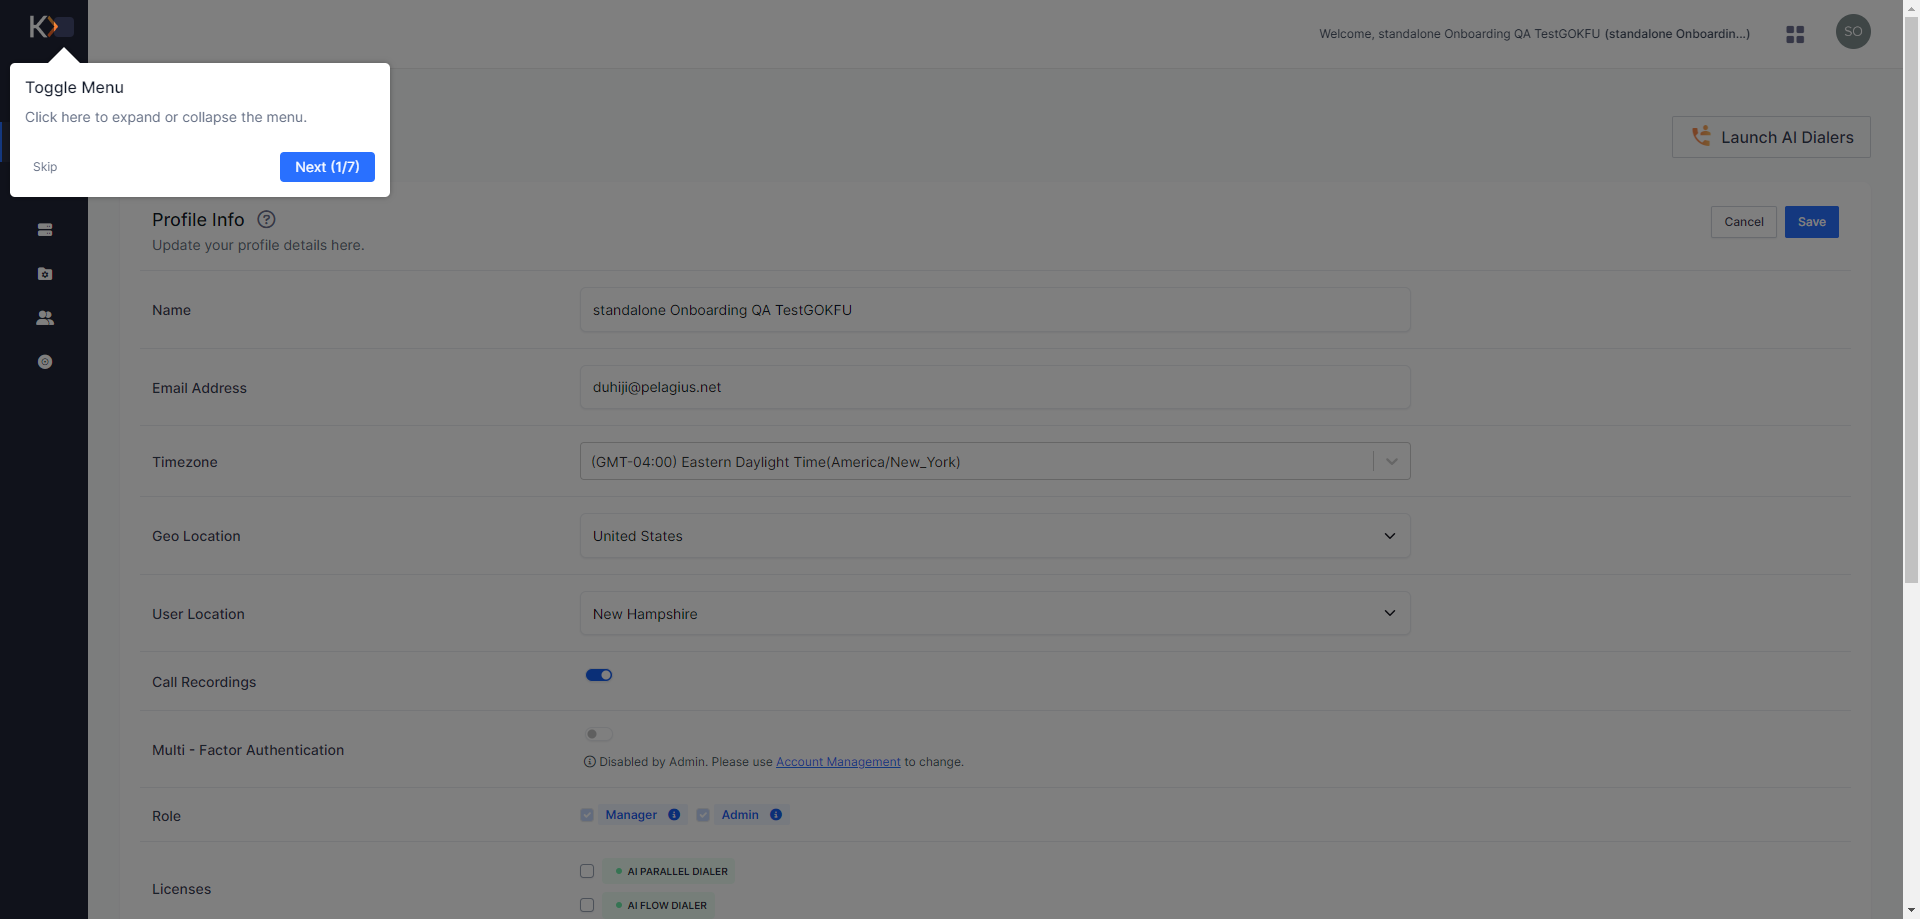 K
Welcome, standalone Onboarding QA TestGOKFU (standalone Onboardin...)
SO
Toggle Menu
Click here to expand or collapse the menu.
Skip
Next (1/7)
Launch AI Dialers
Profile Info
Update your profile details here.
Cancel
Save
Name
standalone Onboarding QA TestGOKFU
Email Address
duhiji@pelagius.net
Timezone
(GMT-04:00) Eastern Daylight Time(America/New_York)
Geo Location
United States
User Location
New Hampshire
Call Recordings
Multi - Factor Authentication
Disabled by Admin. Please use Account Management to change.
Role
Manager
Admin
Licenses
AI PARALLEL DIALER
AI FLOW DIALER